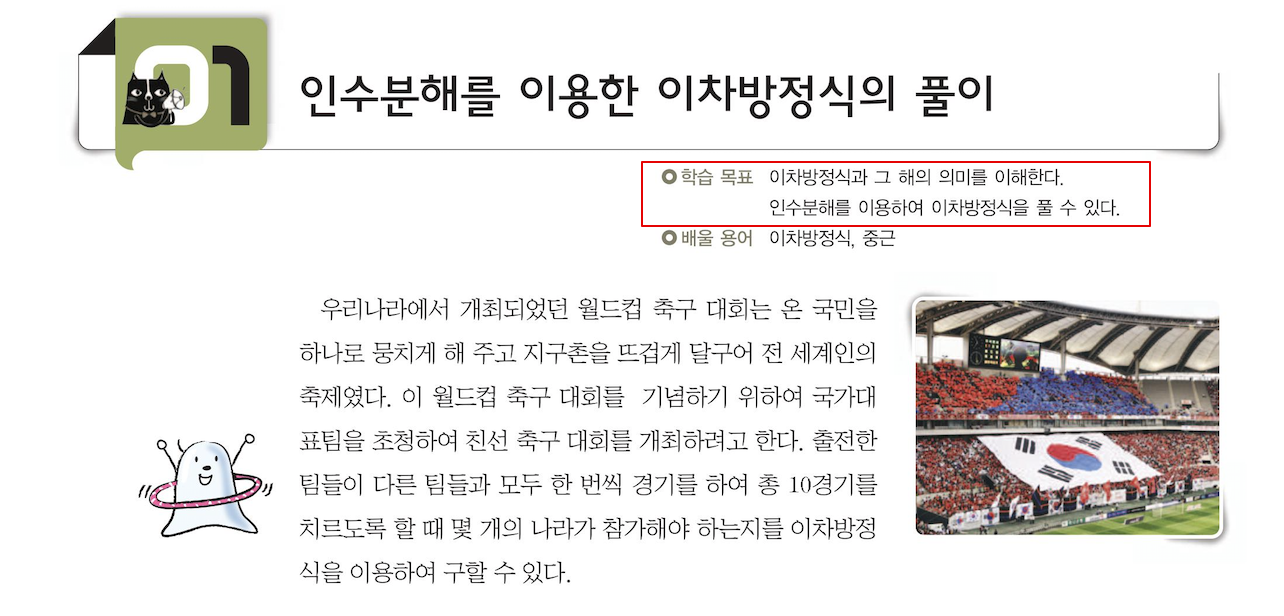 01
인수분해를 이용한 이차방정식의 풀이
학습 목표 이차방정식과 그 해의 의미를 이해한다.
인수분해를 이용하여 이차방정식을 풀 수 있다.
배울 용어 이차방정식, 중근
우리나라에서 개최되었던 월드컵 축구 대회는 온 국민을
하나로 뭉치게 해 주고 지구촌을 뜨겁게 달구어 전 세계인의
축제였다. 이 월드컵 축구 대회를 기념하기 위하여 국가대
표팀을 초청하여 친선 축구 대회를 개최하려고 한다. 출전한
팀들이 다른 팀들과 모두 한 번씩 경기를 하여 총 10경기를
치르도록 할 때 몇 개의 나라가 참가해야 하는지를 이차방정
식을 이용하여 구할 수 있다.